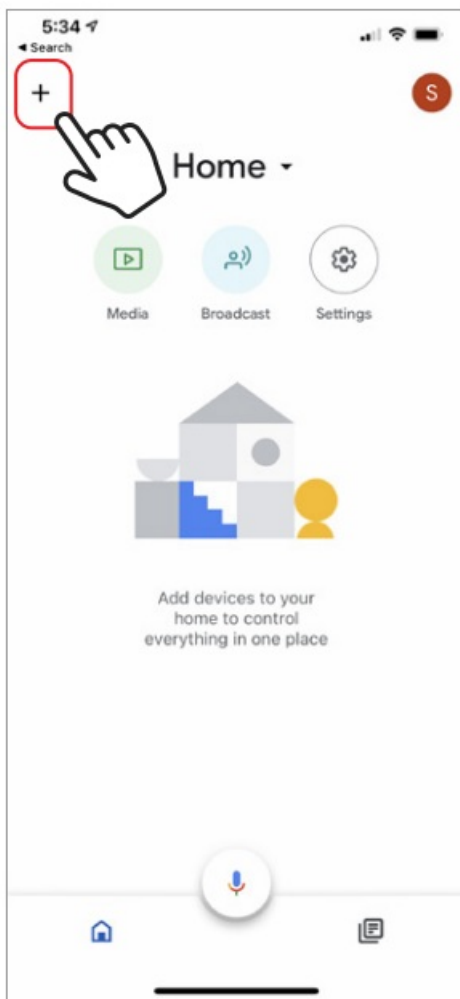 5:34
◀ Search
+
S
Home
Media Broadcast Settings
Add devices to your
home to control
everything in one place